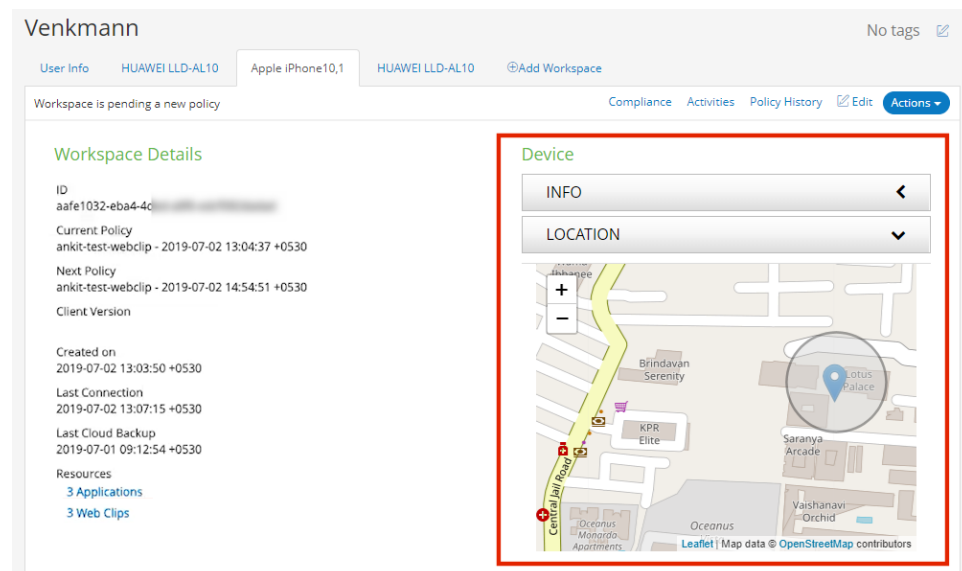 Venkmann
No tags
User Info
HUAWEI LLD-AL10
Apple iPhone10,1
HUAWEI LLD-AL10
Add Workspace
Workspace is pending a new policy
Compliance
Activities
Policy History
Edit
Actions
Workspace Details
ID
aafe1032-eba4-4c
Current Policy
ankit-test-webclip - 2019-07-02 13:04:37 +0530
Next Policy
ankit-test-webclip - 2019-07-02 14:54:51 +0530
Client Version
Created on
2019-07-02 13:03:50 +0530
Last Connection
2019-07-02 13:07:15 +0530
Last Cloud Backup
2019-07-01 09:12:54 +0530
Resources
3 Applications
3 Web Clips
Device
INFO
LOCATION
Ibbanee
+
−
Brindavan
Serenity
Lotus
Palace
KPR
Elite
Saranya
Arcade
Central Jail Road
Vaishanavi
Orchid
Oceanus
Monarda
Apartments
Oceanus
Leaflet | Map data © OpenStreetMap contributors